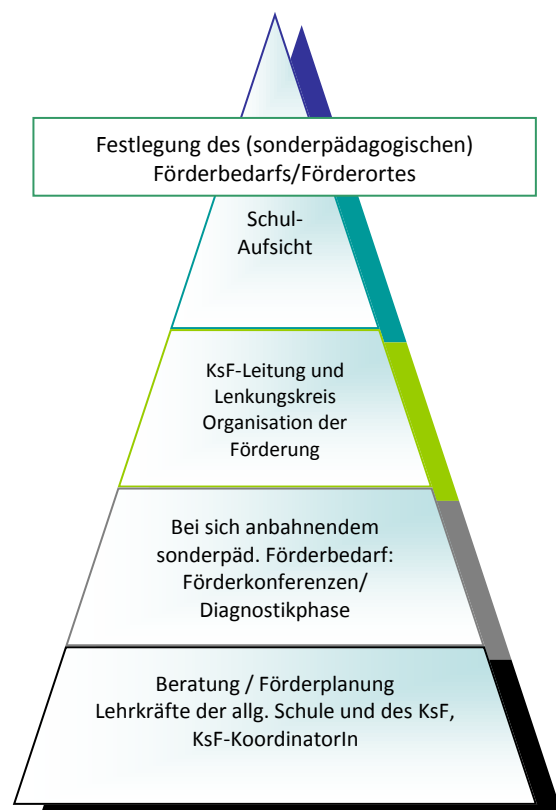 Festlegung des (sonderpädagogischen)
Förderbedarfs/Förderortes
Schul-
Aufsicht
KsF-Leitung und
Lenkungskreis
Organisation der
Förderung
Bei sich anbahnendem
sonderpäd. Förderbedarf:
Förderkonferenzen/
Diagnostikphase
Beratung / Förderplanung
Lehrkräfte der allg. Schule und des KsF,
KsF-KoordinatorIn